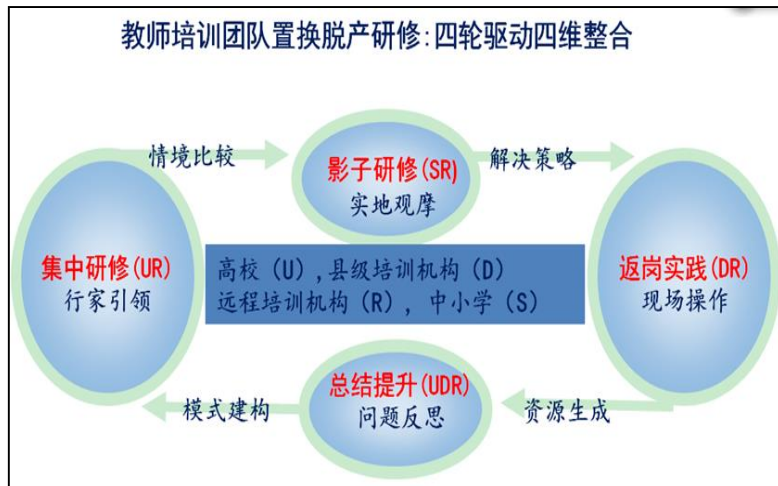 教师培训团队置换脱产研修:四轮驱动四维整合
情境比较
影子研修(SR)
实地观摩
解决策略
集中研修(UR)
行家引领
高校（U）,县级培训机构（D）
远程培训机构（R）, 中小学（S）
返岗实践(DR)
现场操作
总结提升(UDR)
问题反思
模式建构
资源生成